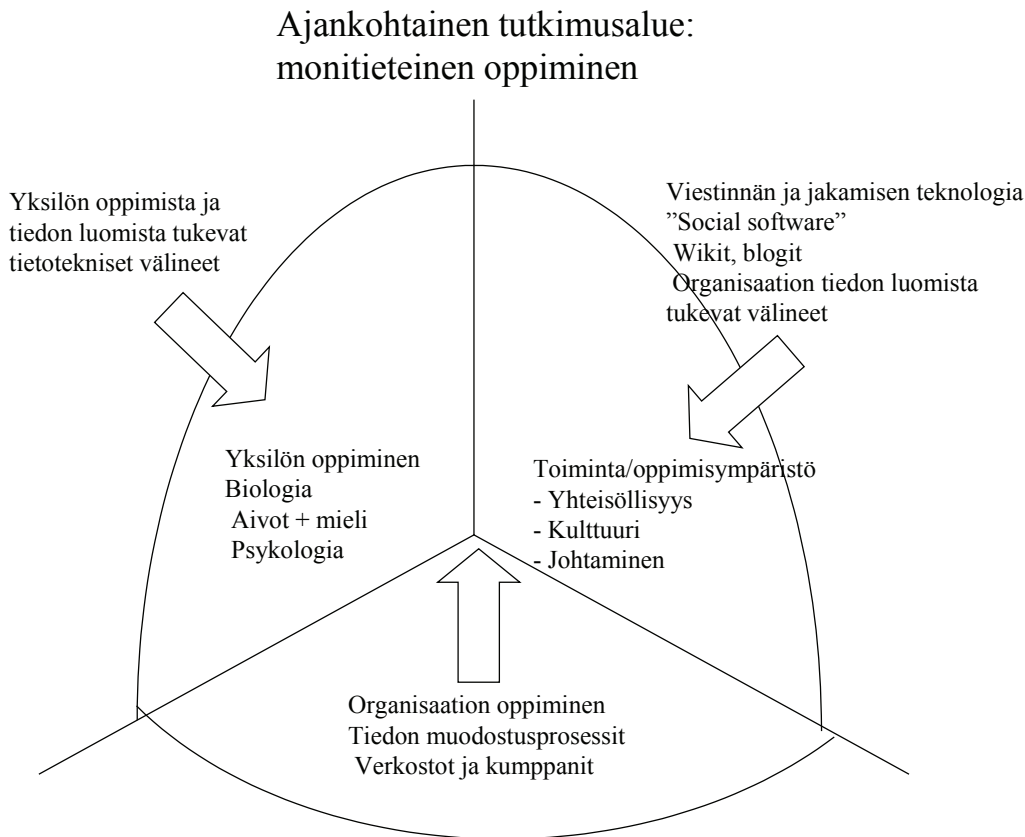 Ajankohtainen tutkimusalue:
monitieteinen oppiminen
Yksilön oppimista ja
tiedon luomista tukevat
tietotekniset välineet
Viestinnän ja jakamisen teknologia
”Social software”
Wikit, blogit
Organisaation tiedon luomista
tukevat välineet
Yksilön oppiminen
Biologia
Aivot + mieli
Psykologia
Toiminta/oppimisympäristö
- Yhteisöllisyys
- Kulttuuri
- Johtaminen
Organisaation oppiminen
Tiedon muodostusprosessit
Verkostot ja kumppanit